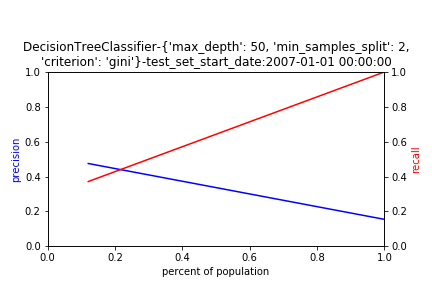 DecisionTreeClassifier-{'max_depth': 50, 'min_samples_split': 2,
'criterion': 'gini'}-test_set_start_date:2007-01-01 00:00:00
1.0
0.8
0.6
0.4
0.2
0.0
precision
1.0
0.8
0.6
0.4
0.2
0.0
recall
0.0 0.2 0.4 0.6 0.8 1.0
percent of population